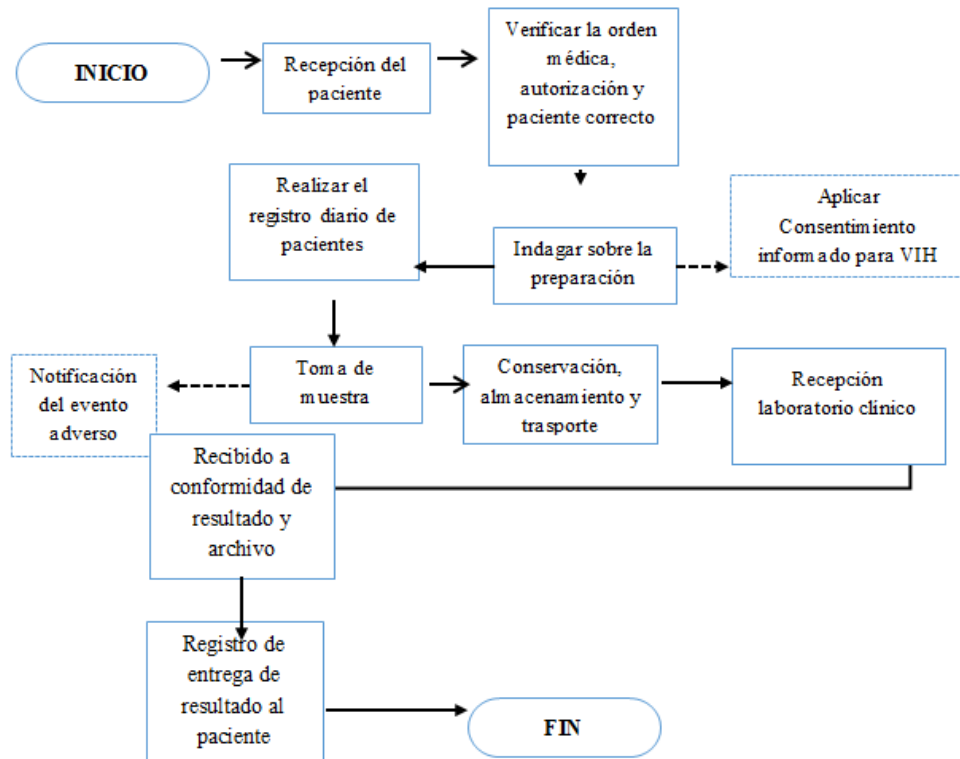 INICIO
Recepción del
paciente
Verificar la orden
médica,
autorización y
paciente correcto
Indagar sobre la
preparación
Aplicar
Consentimiento
informado para VIH
Realizar el
registro diario de
pacientes
Toma de
muestra
Notificación
del evento
adverso
Conservación,
almacenamiento y
trasporte
Recepción
laboratorio clínico
Recibido a
conformidad de
resultado y
archivo
Registro de
entrega de
resultado al
paciente
FIN